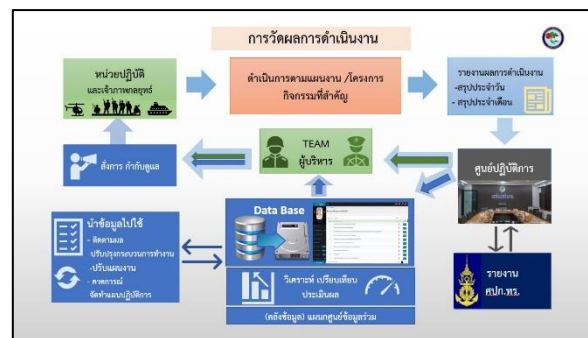 การวัดผลการดำเนินงาน
หน่วยปฏิบัติ
และเจ้าภาพกลยุทธ์
ดำเนินการตามแผนงาน /โครงการ
กิจกรรมที่สำคัญ
รายงานผลการดำเนินงาน
-สรุปประจำวัน
- สรุปประจำเดือน
TEAM
ผู้บริหาร
สั่งการ กำกับดูแล
ศูนย์ปฏิบัติการ
Data Base
นำข้อมูลไปใช้
- ติดตามผล
-ปรับปรุงกระบวนการทำงาน
-ปรับแผนงาน
- คาดการณ์
จัดทำแผนปฏิบัติการ
วิเคราะห์ เปรียบเทียบ
ประเมินผล
(คลังข้อมูล) แผนกศูนย์ข้อมูลร่วม
รายงาน
ศปก.ทร.